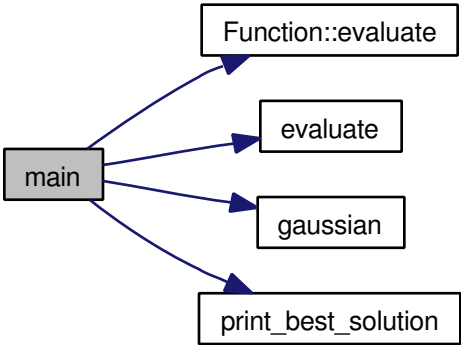 Function::evaluate
evaluate
main
gaussian
print_best_solution